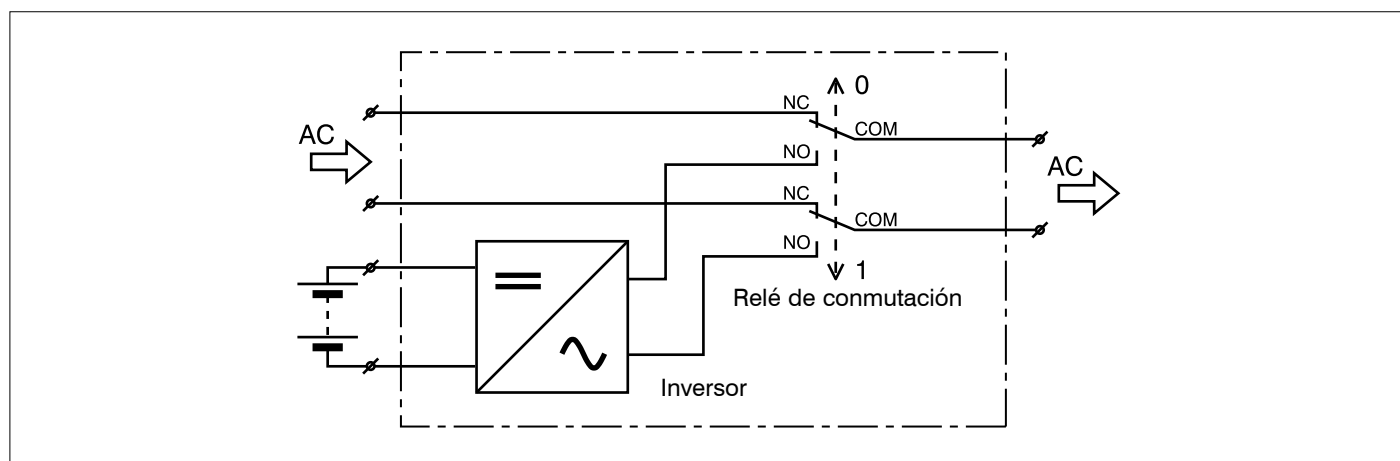 0
NC
COM
AC
NO
AC
NC
COM
NO
1
Relé de conmutación
Inversor